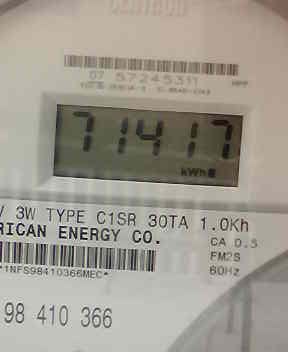 07 57245311
71417
kWh
V 3W TYPE C1SR 30TA 1.0Kh
RICAN ENERGY CO.
CA 0.5
FM2S
60Hz
*1NFS98410366MEC*
98 410 366